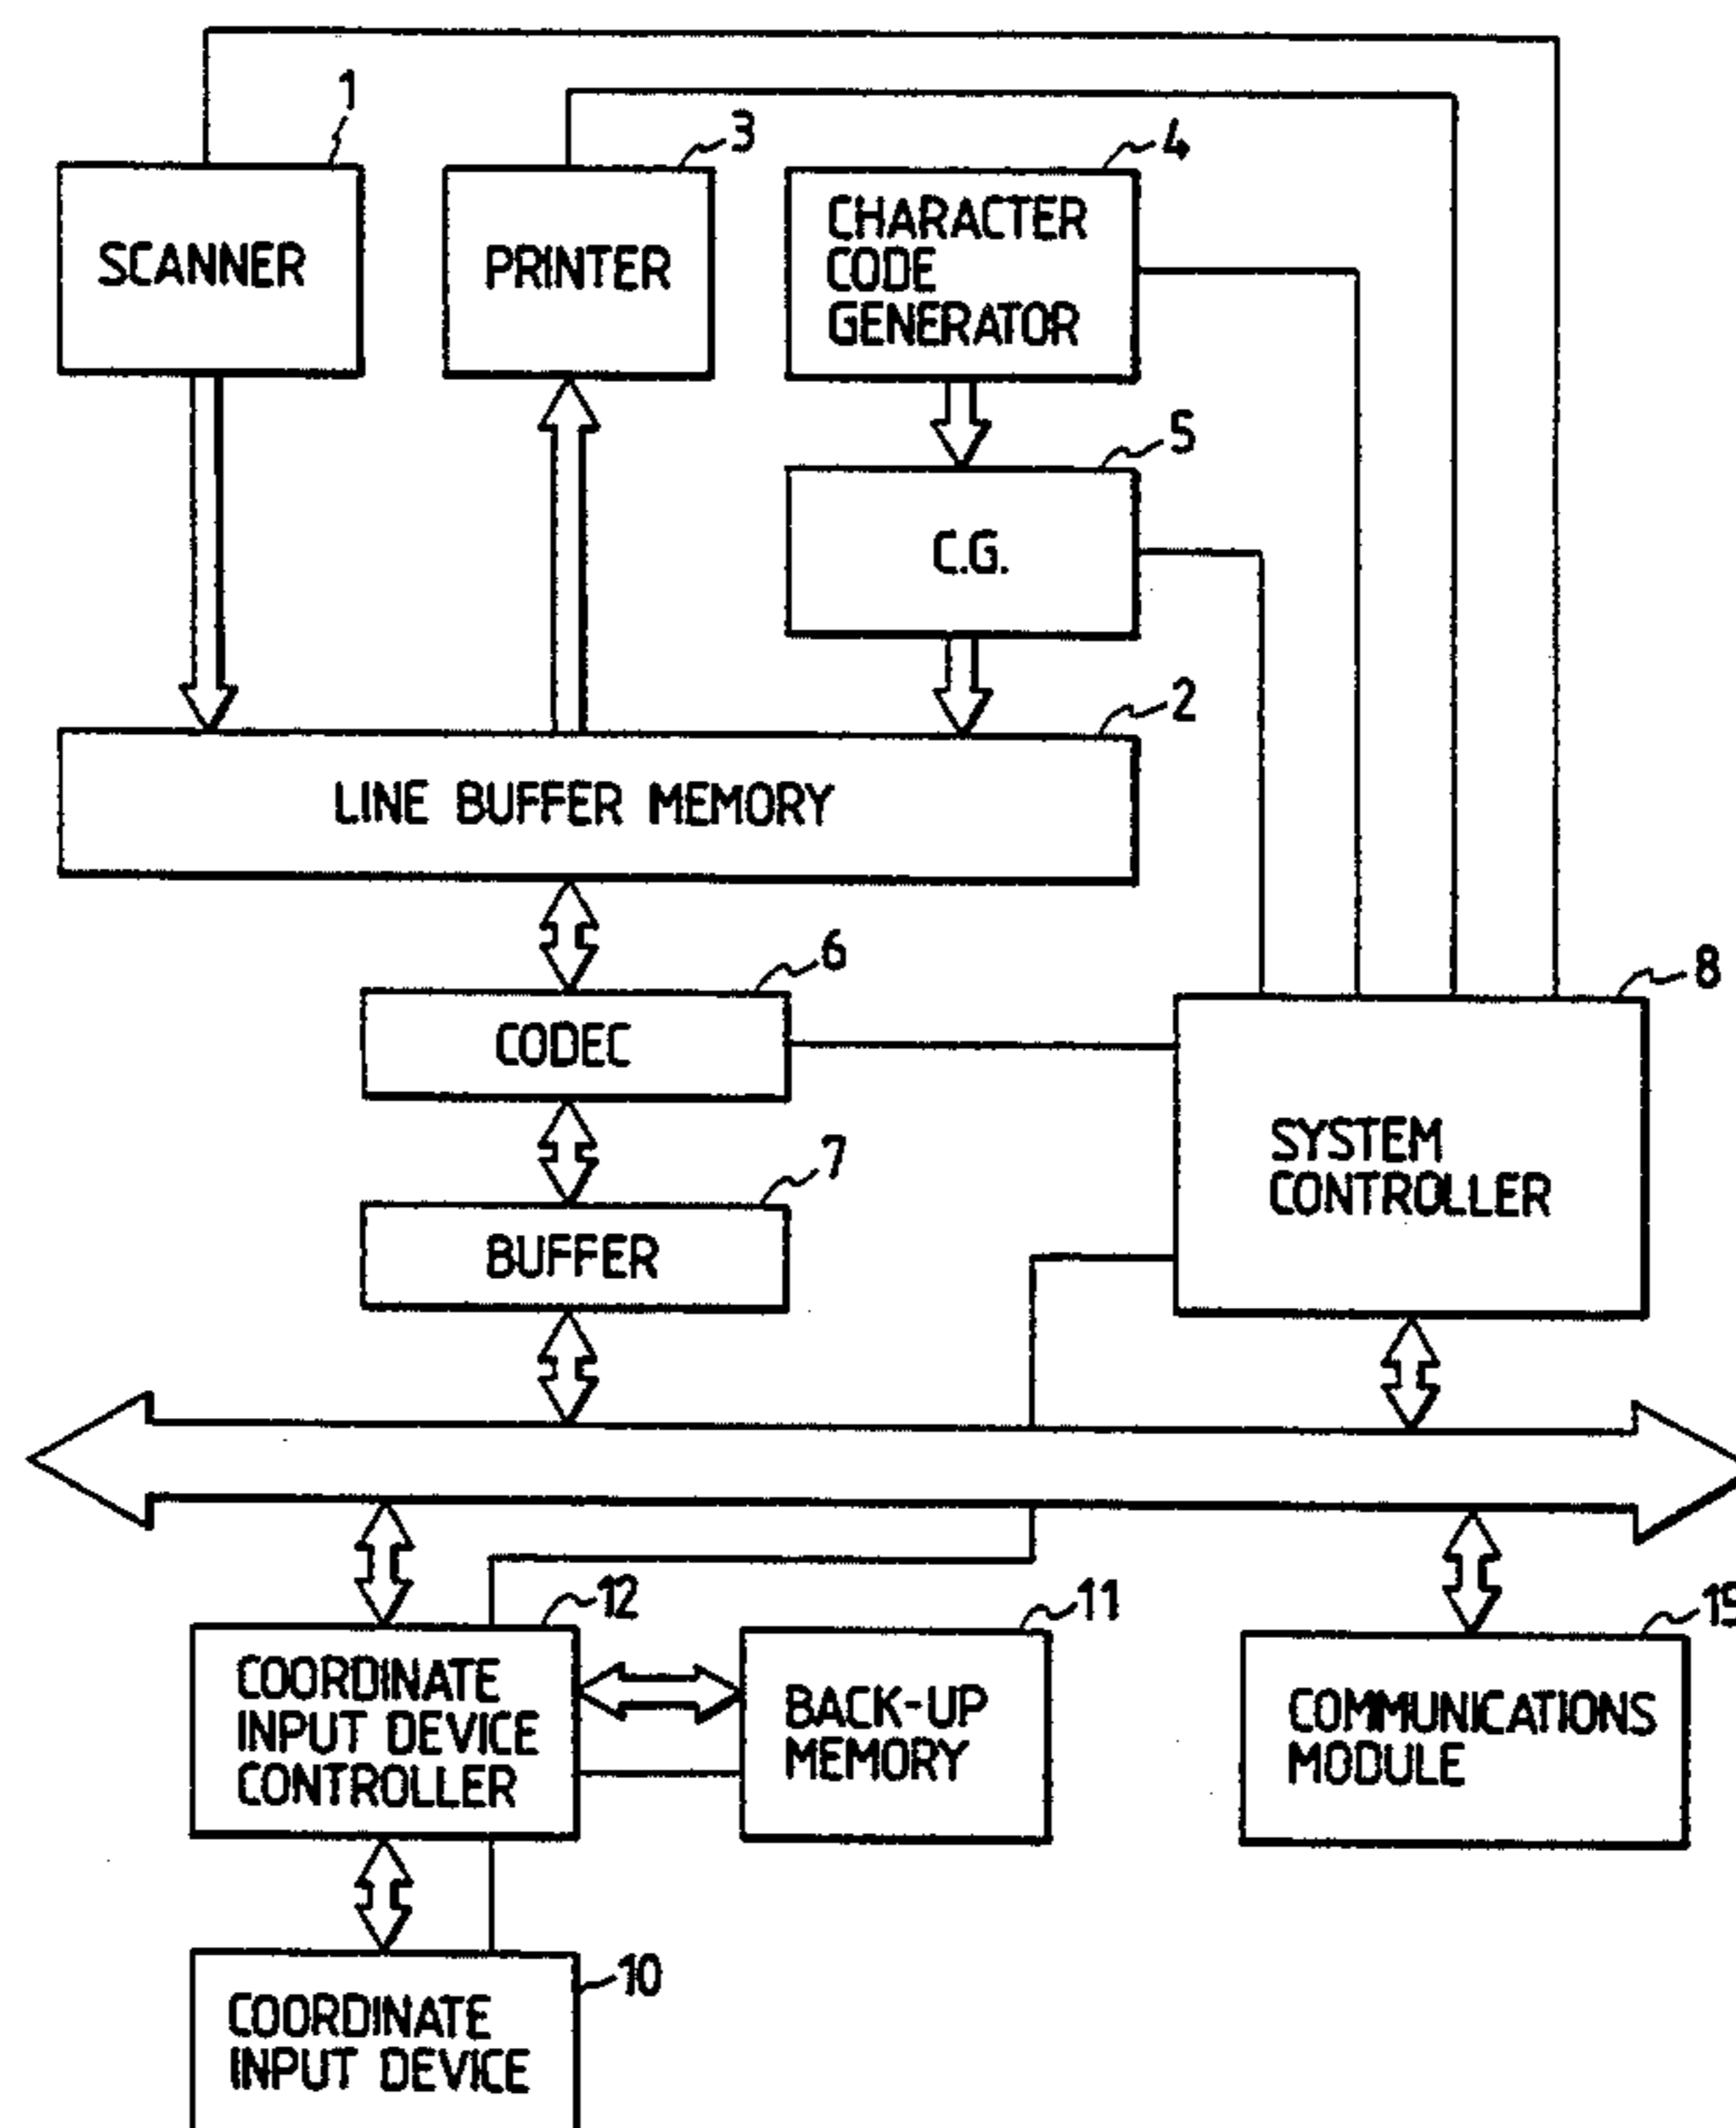 1
3
4
SCANNER
PRINTER
CHARACTER
CODE
GENERATOR
5
C.G.
2
LINE BUFFER MEMORY
6
CODEC
8
SYSTEM
CONTROLLER
7
BUFFER
12
11
COORDINATE
INPUT DEVICE
CONTROLLER
BACK-UP
MEMORY
COMMUNICATIONS
MODULE
10
COORDINATE
INPUT DEVICE